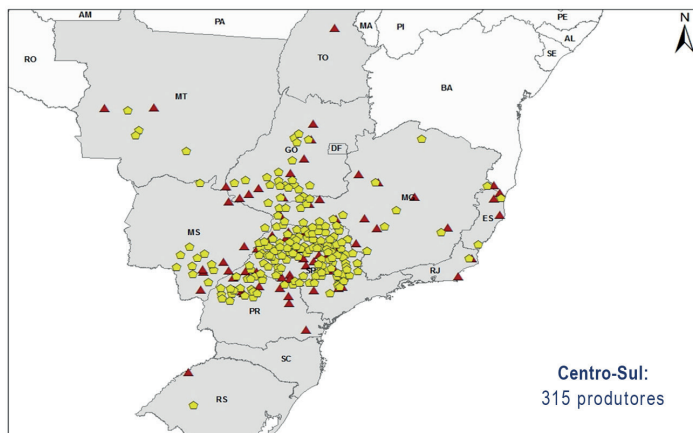 AM
PA
MA
PI
PE
AL
SE
N
RO
TO
BA
MT
GO
DF
MG
MS
ES
SP
RJ
PR
SC
RS
Centro-Sul:
315 produtores